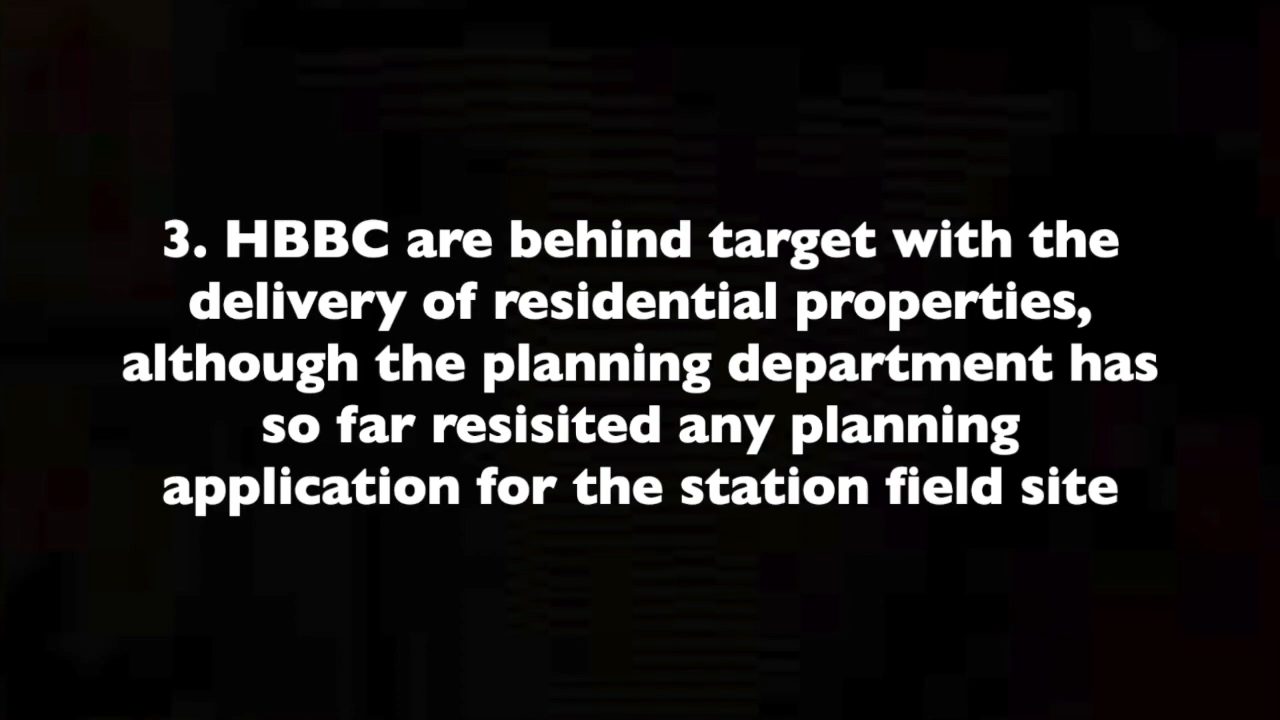 3. HBBC are behind target with the
delivery of residential properties,
although the planning department has
so far resisited any planning
application for the station field site